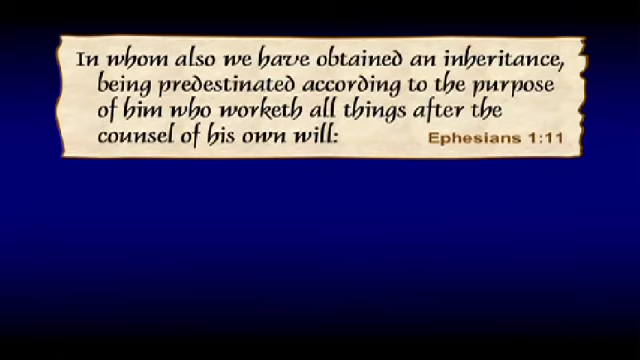 In whom also we have obtained an inheritance,
being predestinated according to the purpose
of him who worketh all things after the
counsel of his own will: Ephesians 1:11